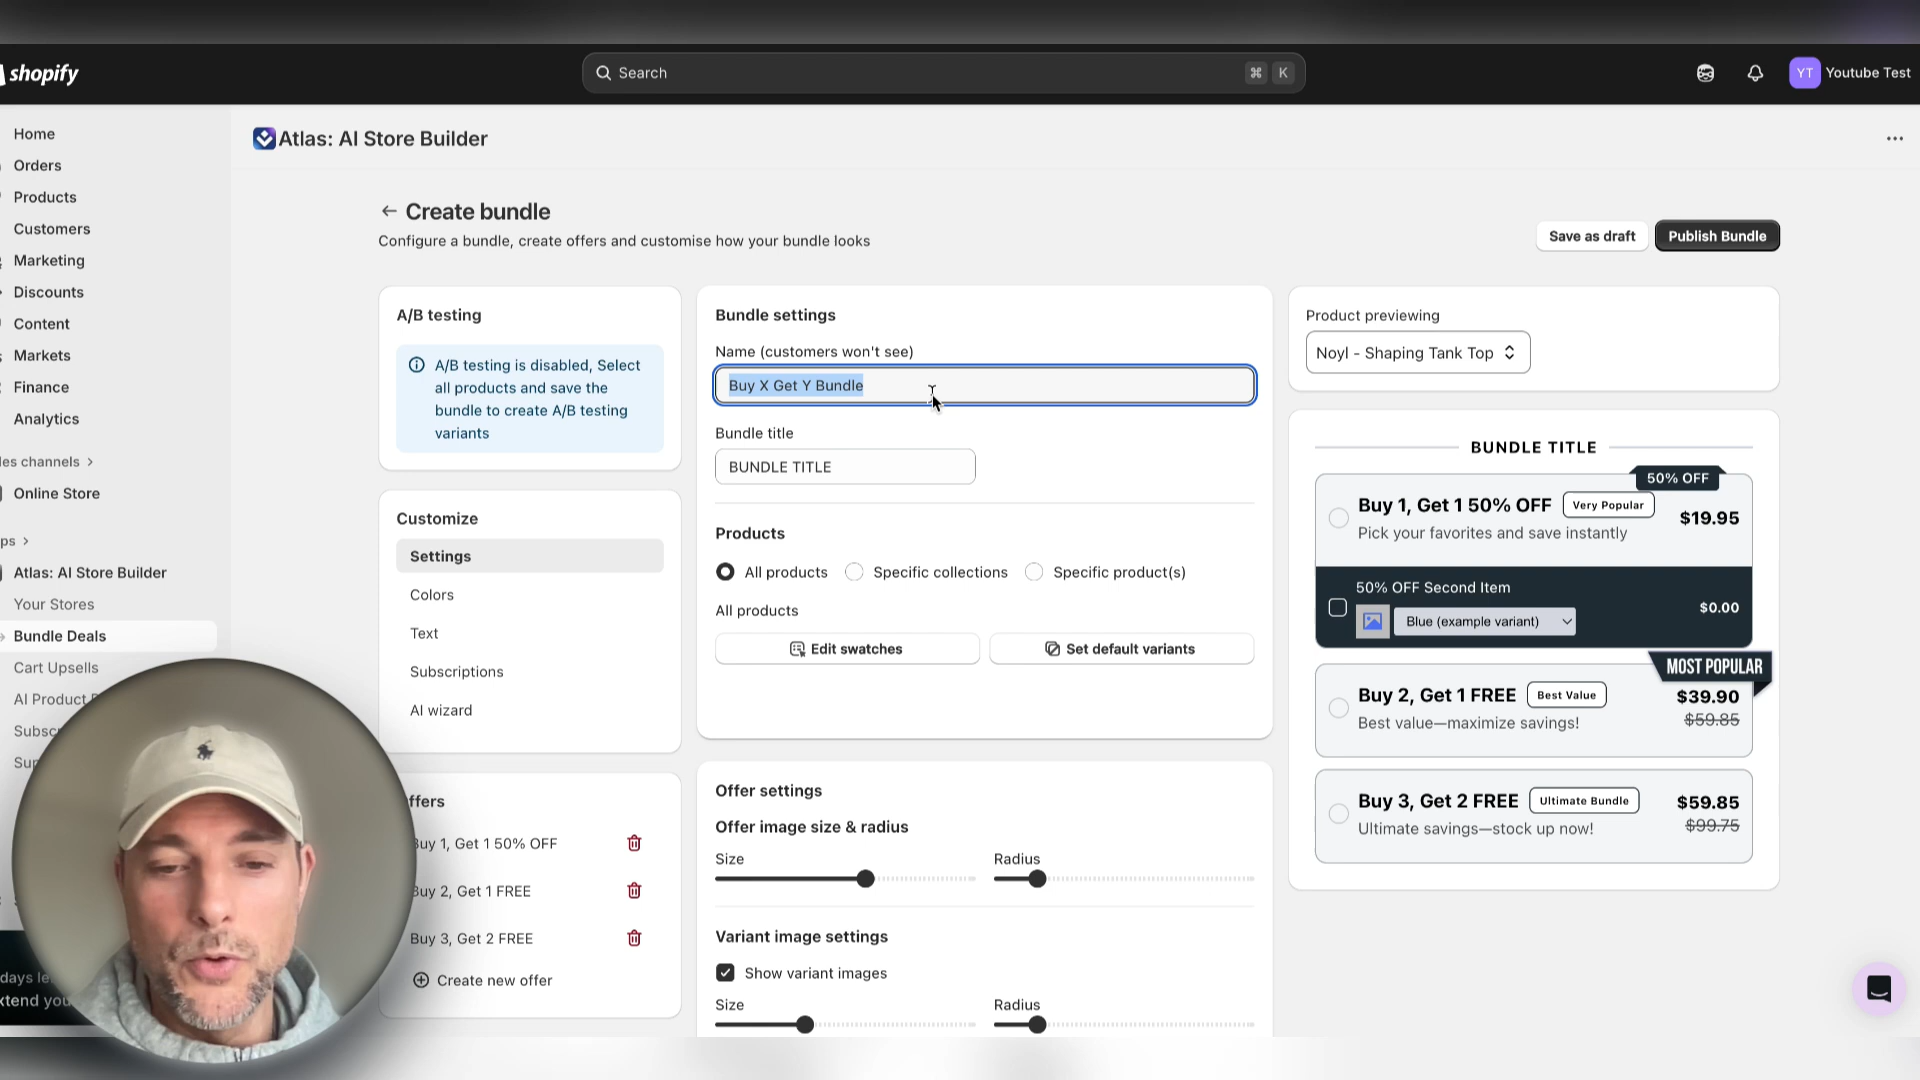 shopify
Search
⌘ K
YT Youtube Test
Home
Orders
Products
Customers
Marketing
Discounts
Content
Markets
Finance
Analytics
les channels
Online Store
ps
Atlas: AI Store Builder
Your Stores
Bundle Deals
Cart Upsells
AI Product
days le
xtend you
Atlas: AI Store Builder
Create bundle
Configure a bundle, create offers and customise how your bundle looks
Save as draft
Publish Bundle
A/B testing
A/B testing is disabled, Select
all products and save the
bundle to create A/B testing
variants
Customize
Settings
Colors
Text
Subscriptions
AI wizard
ffers
Buy 1, Get 1 50% OFF
Buy 2, Get 1 FREE
Buy 3, Get 2 FREE
Create new offer
Bundle settings
Name (customers won't see)
Buy X Get Y Bundle
Bundle title
BUNDLE TITLE
Products
All products
Specific collections
Specific product(s)
All products
Edit swatches
Set default variants
Offer settings
Offer image size & radius
Size
Radius
Variant image settings
Show variant images
Size
Radius
Product previewing
Noyl - Shaping Tank Top
BUNDLE TITLE
50% OFF
Buy 1, Get 1 50% OFF
Very Popular
$19.95
Pick your favorites and save instantly
50% OFF Second Item
$0.00
Blue (example variant)
MOST POPULAR
Buy 2, Get 1 FREE
Best Value
$39.90
Best value—maximize savings!
$59.85
Buy 3, Get 2 FREE
Ultimate Bundle
$59.85
Ultimate savings—stock up now!
$99.75